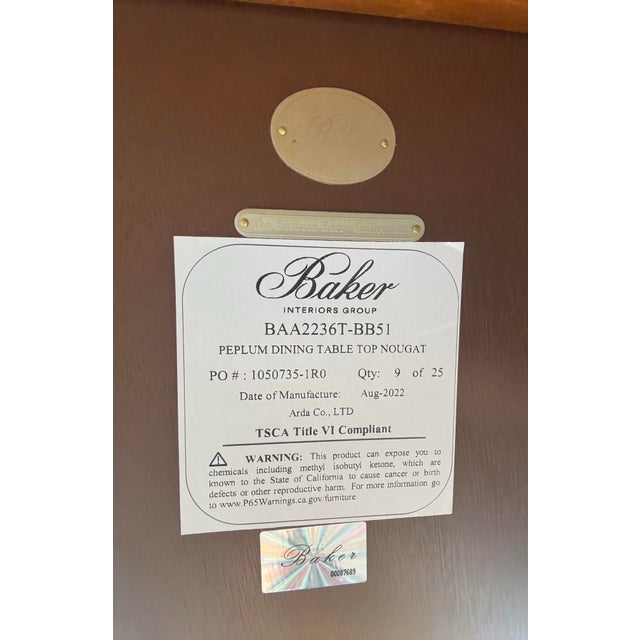 Baker
The Barbara Barry Collection
Baker
INTERIORS GROUP
BAA2236T-BB51
PEPLUM DINING TABLE TOP NOUGAT
PO # : 1050735-1R0 Qty: 9 of 25
Date of Manufacture: Aug-2022
Arda Co., LTD
TSCA Title VI Compliant
WARNING: This product can expose you to
chemicals including methyl isobutyl ketone, which are
known to the State of California to cause cancer or birth
defects or other reproductive harm. For more information go
to www.P65Warnings.ca.gov/furniture
Baker
00087689